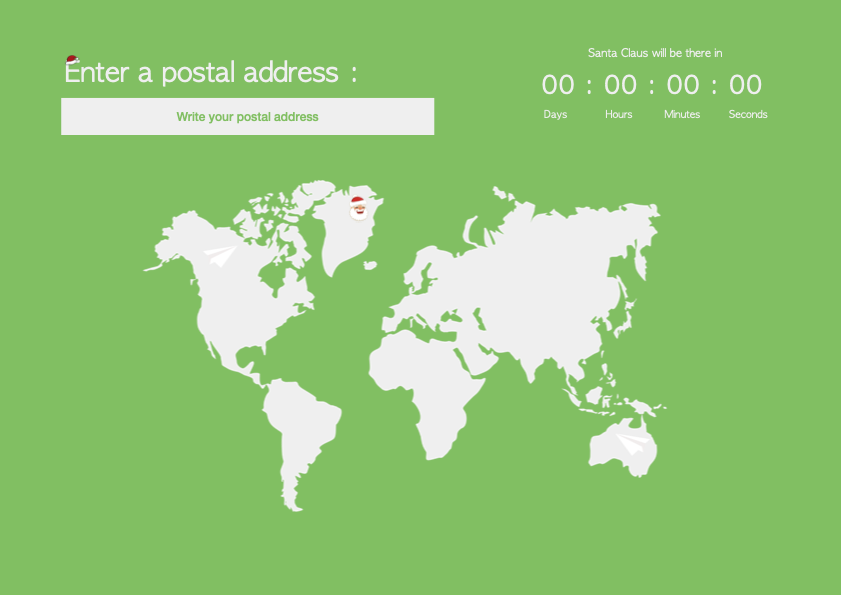 Enter a postal address :
Write your postal address
Santa Claus will be there in
00 : 00 : 00 : 00
Days Hours Minutes Seconds